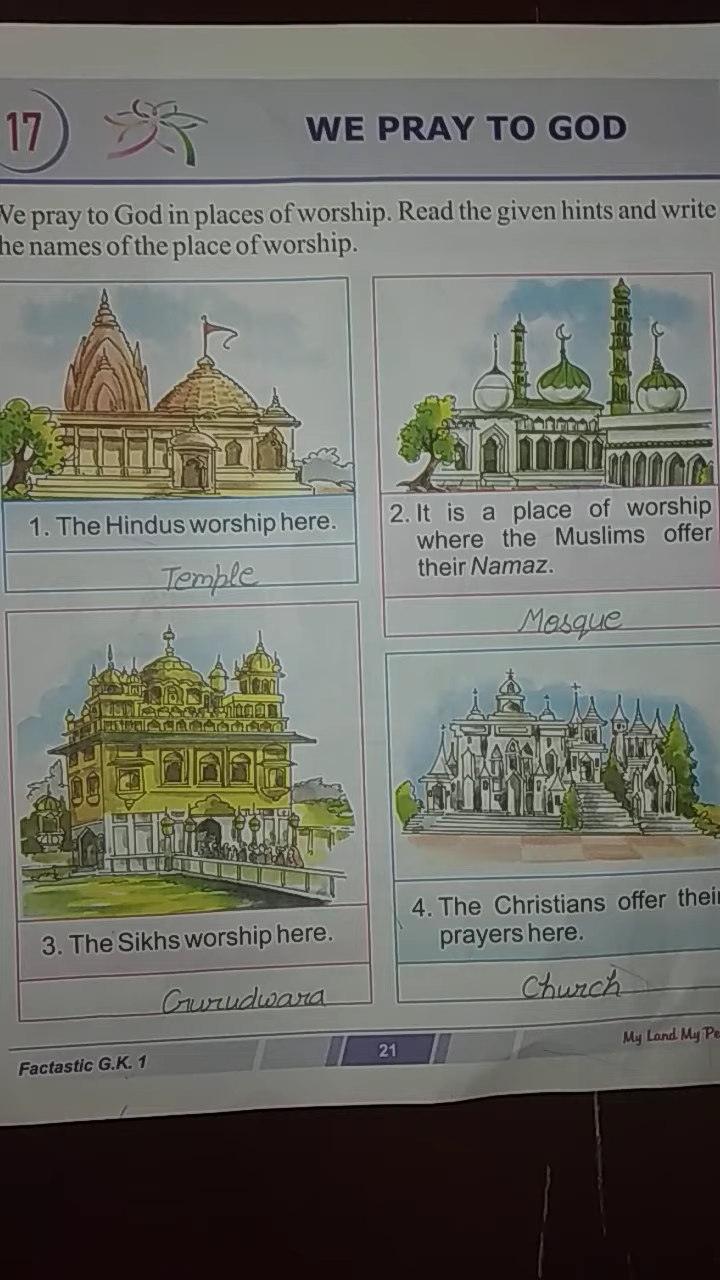 17
WE PRAY TO GOD
We pray to God in places of worship. Read the given hints and write
he names of the place of worship.
1. The Hindus worship here.
Temple
2. It is a place of worship
where the Muslims offer
their Namaz.
Mosque
3. The Sikhs worship here.
Gurudwara
4. The Christians offer their
prayers here.
Church
Factastic G.K. 1
21
My Land My Pe